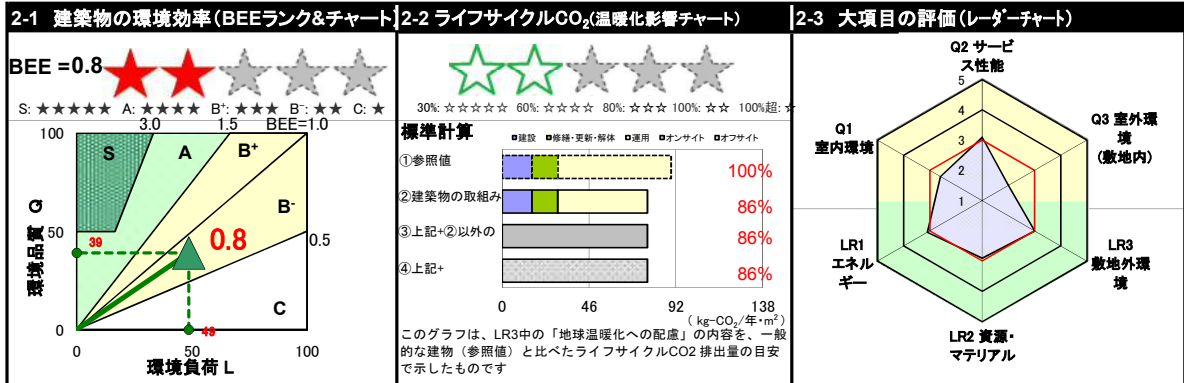 2-1 建築物の環境効率(BEEランク&チャート)
BEE =0.8
S: ★★★★★ A: ★★★★ B⁺: ★★★ B⁻: ★★ C: ★
3.0 1.5 BEE=1.0
100
S
A
B⁺
B⁻
50
39
0.8
0.5
C
0
49
0 50 100
環境品質 Q
環境負荷 L
2-2 ライフサイクルCO₂(温暖化影響チャート)
30%: ☆☆☆☆☆ 60%: ☆☆☆☆ 80%: ☆☆☆ 100%: ☆☆ 100%超: ☆
標準計算
建設 修繕・更新・解体 運用 オンサイト オフサイト
①参照値 100%
②建築物の取組み 86%
③上記+②以外の 86%
④上記+ 86%
0 46 92 138
( kg-CO₂/年・m²)
このグラフは、LR3中の「地球温暖化への配慮」の内容を、一般
的な建物(参照値)と比べたライフサイクルCO2 排出量の目安
で示したものです
2-3 大項目の評価(レーダーチャート)
Q2 サービ
ス性能
5
4
3
2
1
Q1
室内環境
Q3 室外環
境
(敷地内)
LR1
エネル
ギー
LR3
敷地外環
境
LR2 資源・
マテリアル